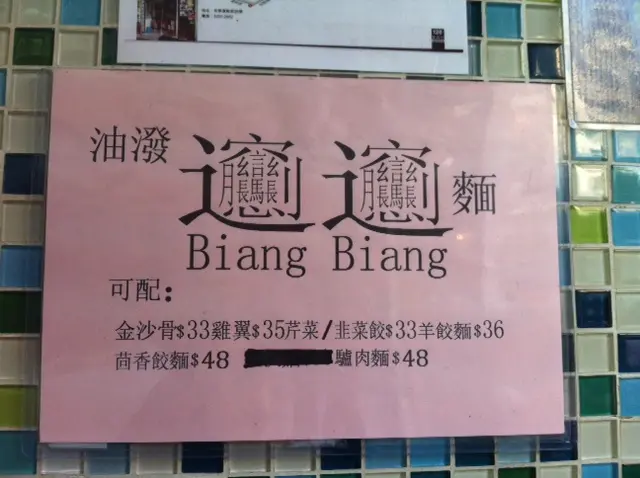 油潑 𰻞𰻞 麵
Biang Biang
可配:
金沙骨$33雞翼$35芹菜/韭菜餃$33羊餃麵$36
茴香餃麵$48 驢肉麵$48